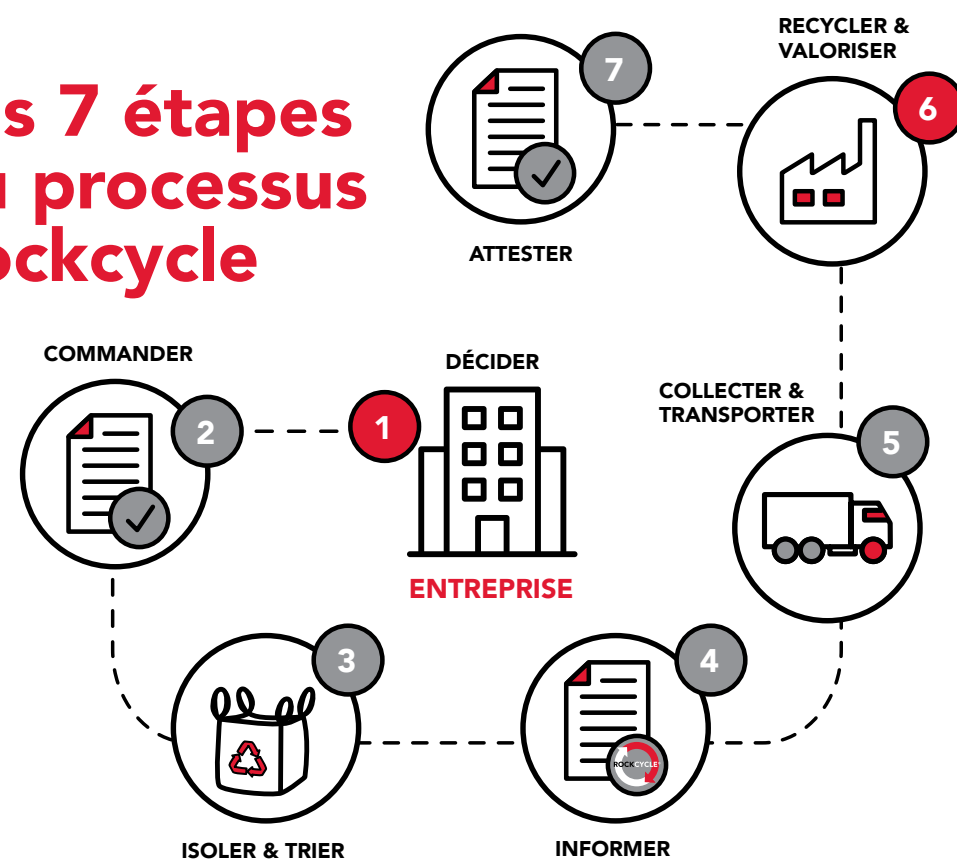 s 7 étapes
processus
ockcycle
DÉCIDER
1
ENTREPRISE
COMMANDER
2
3
ISOLER & TRIER
4
ROCKCYCLE
INFORMER
COLLECTER &
TRANSPORTER
5
RECYCLER &
VALORISER
6
7
ATTESTER